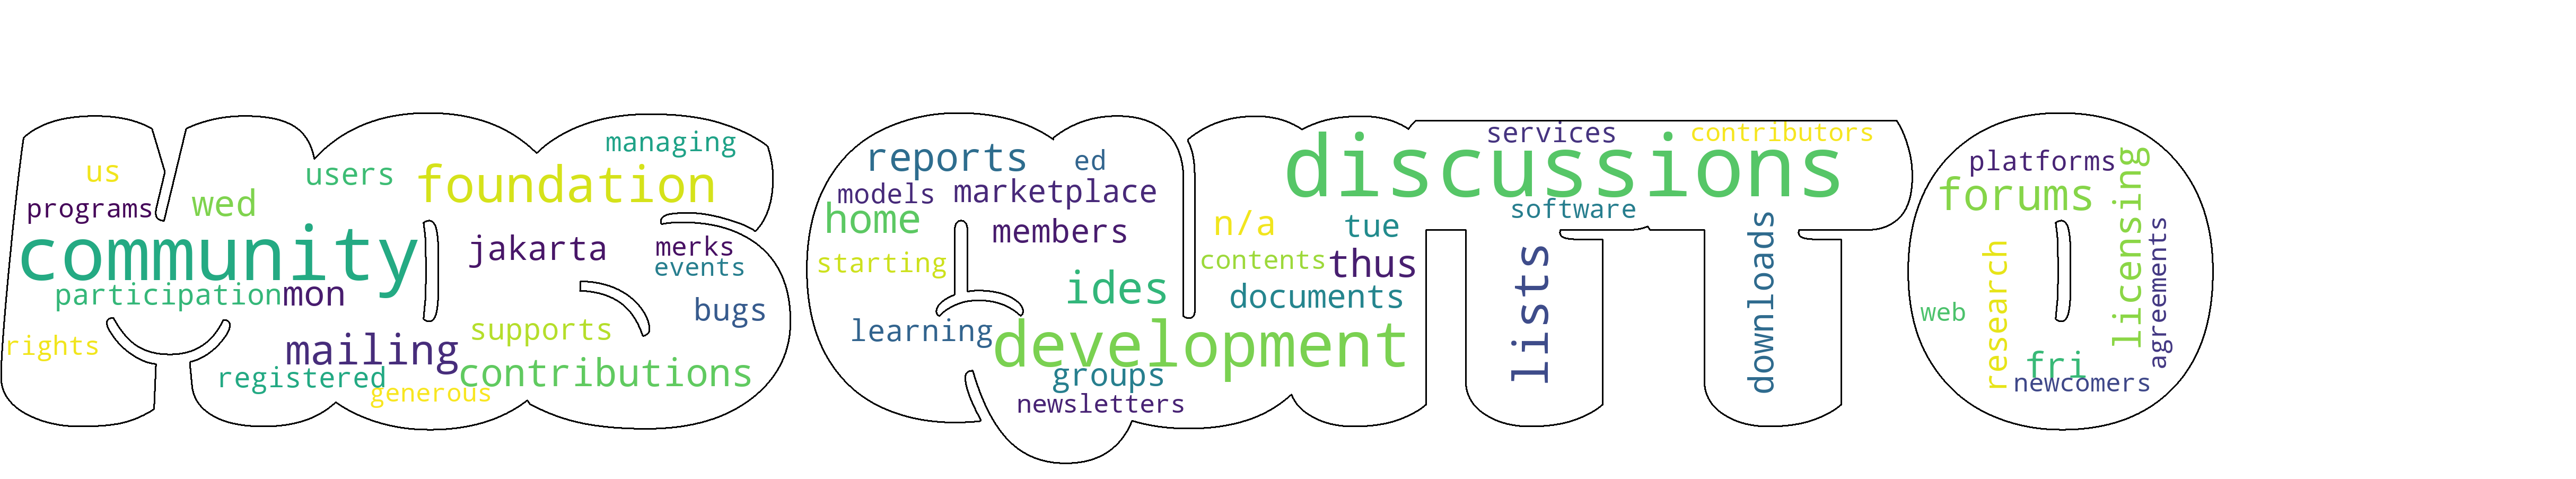 managing
us
users
foundation
programs
wed
community
jakarta
merks
events
participation
mon
bugs
rights
mailing
supports
registered
contributions
generous
reports
ed
models
marketplace
home
members
starting
ides
learning
development
groups
newsletters
services
contributors
discussions
n/a
tue
software
contents
thus
documents
lists
downloads
platforms
forums
licensing
research
agreements
web
fri
newcomers